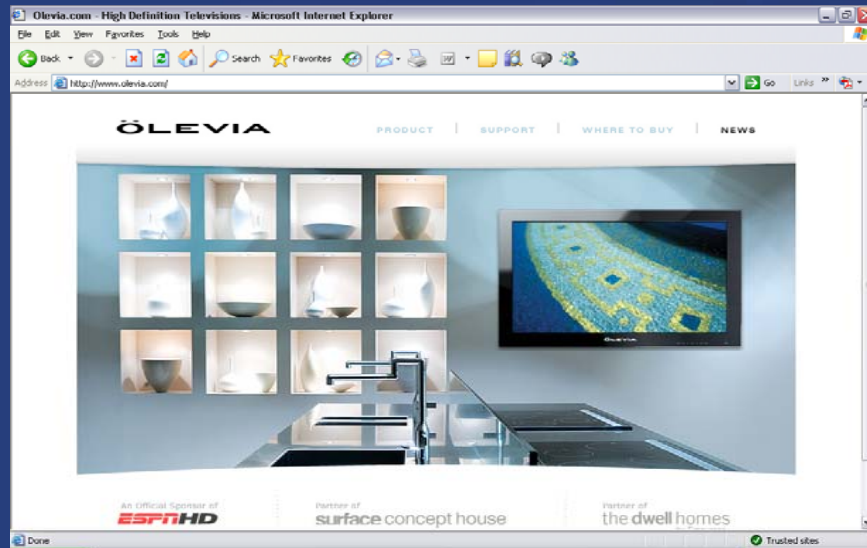 Olevia.com - High Definition Televisions - Microsoft Internet Explorer
File Edit View Favorites Tools Help
Back Search Favorites
Address http://www.olevia.com/ Go Links »
ÖLEVIA
PRODUCT | SUPPORT | WHERE TO BUY | NEWS
ÖLEVIA
An Official Sponsor of
ESPNHD
Partner of
surface concept house
Partner of
the dwell homes
Done Trusted sites